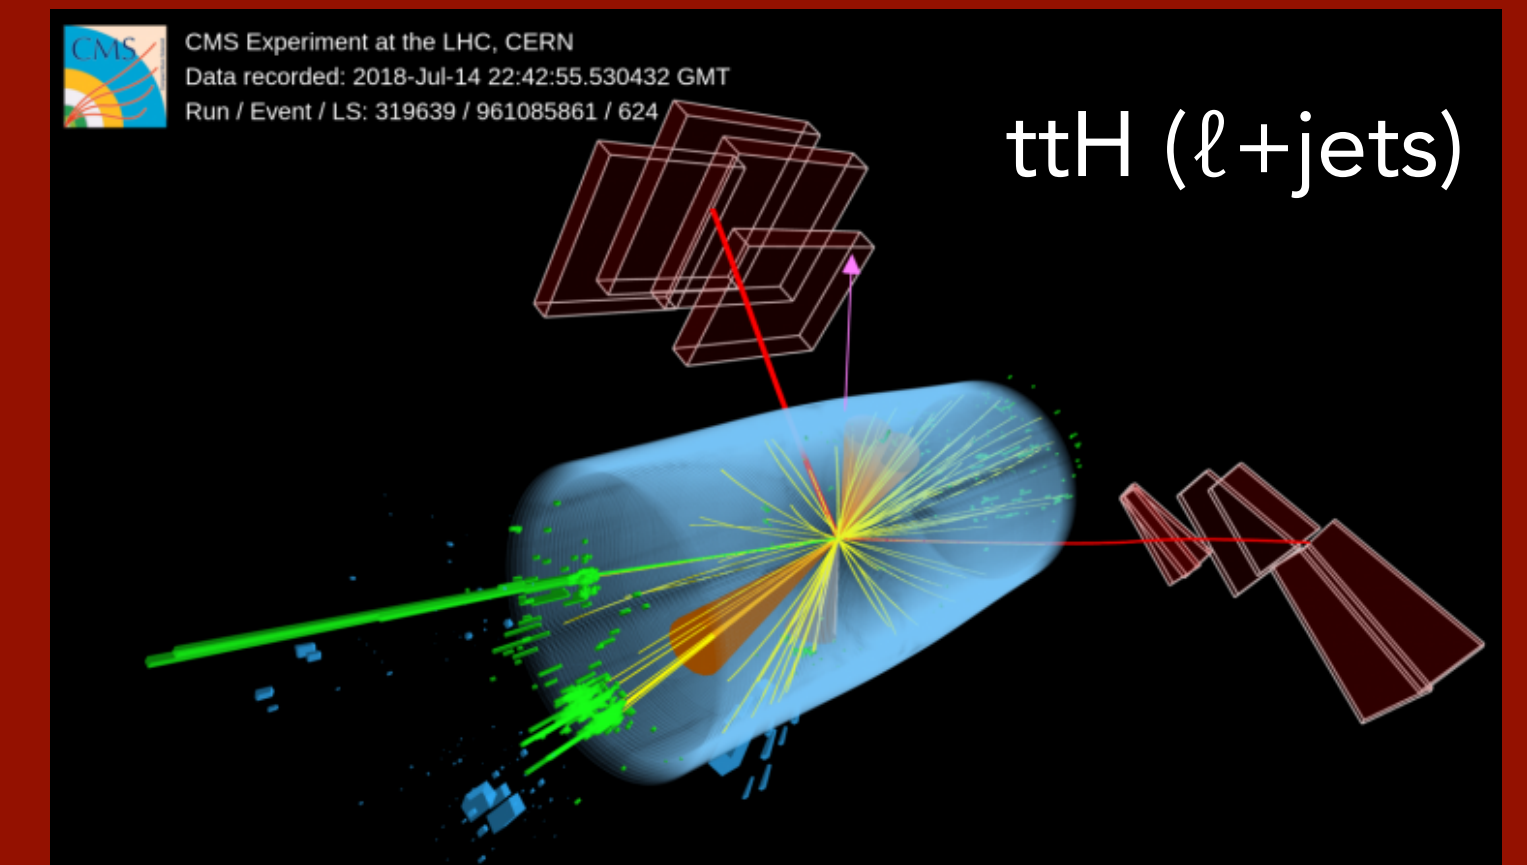 CMS
CMS Experiment at the LHC, CERN
Data recorded: 2018-Jul-14 22:42:55.530432 GMT
Run / Event / LS: 319639 / 961085861 / 624
ttH (ℓ+jets)